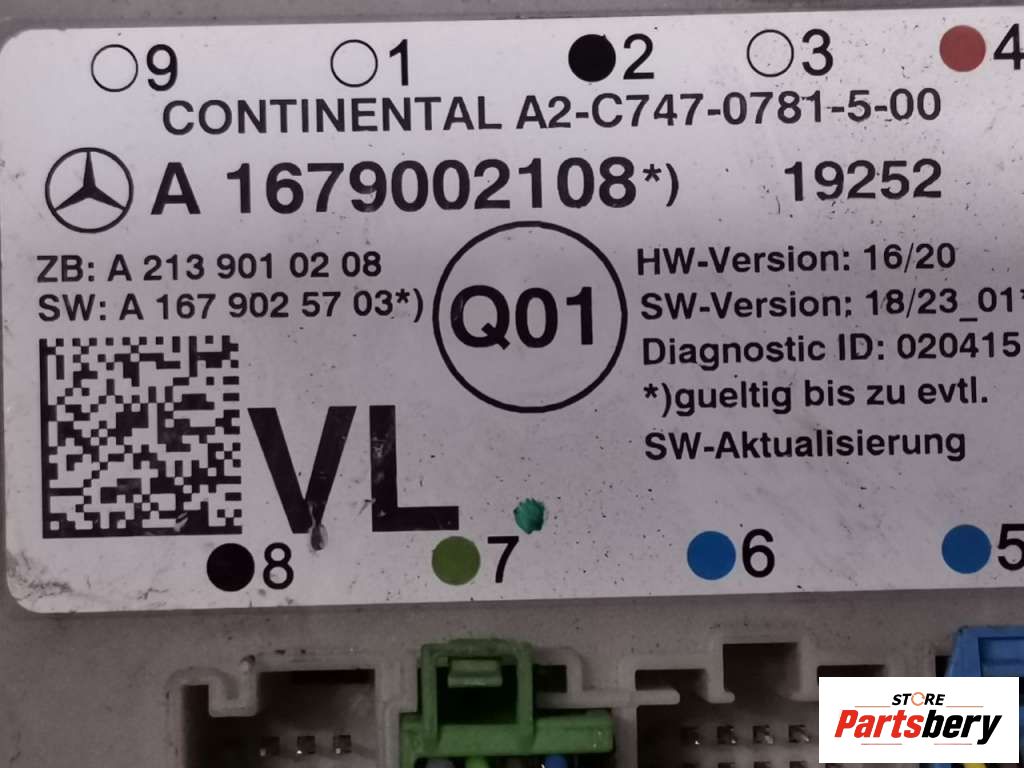 9 1 2 3 4
CONTINENTAL A2-C747-0781-5-00
A 1679002108*) 19252
ZB: A 213 901 02 08
SW: A 167 902 57 03*)
Q01
HW-Version: 16/20
SW-Version: 18/23_01*
Diagnostic ID: 020415
*)gueltig bis zu evtl.
SW-Aktualisierung
VL
8 7 6 5
STORE
Partsbery